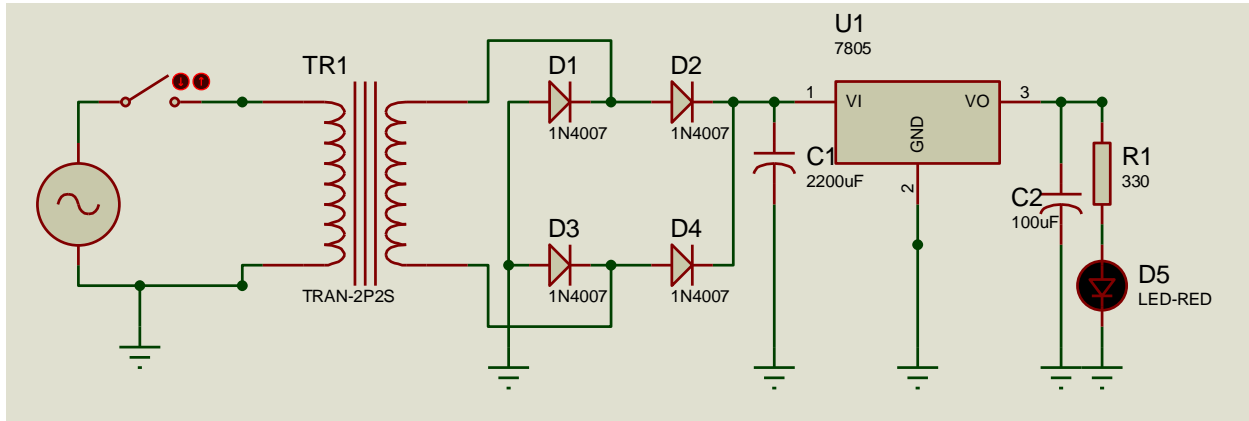 TR1
TRAN-2P2S
D1
1N4007
D2
1N4007
D3
1N4007
D4
1N4007
C1
2200uF
U1
7805
1
VI
VO
3
GND
2
C2
100uF
R1
330
D5
LED-RED